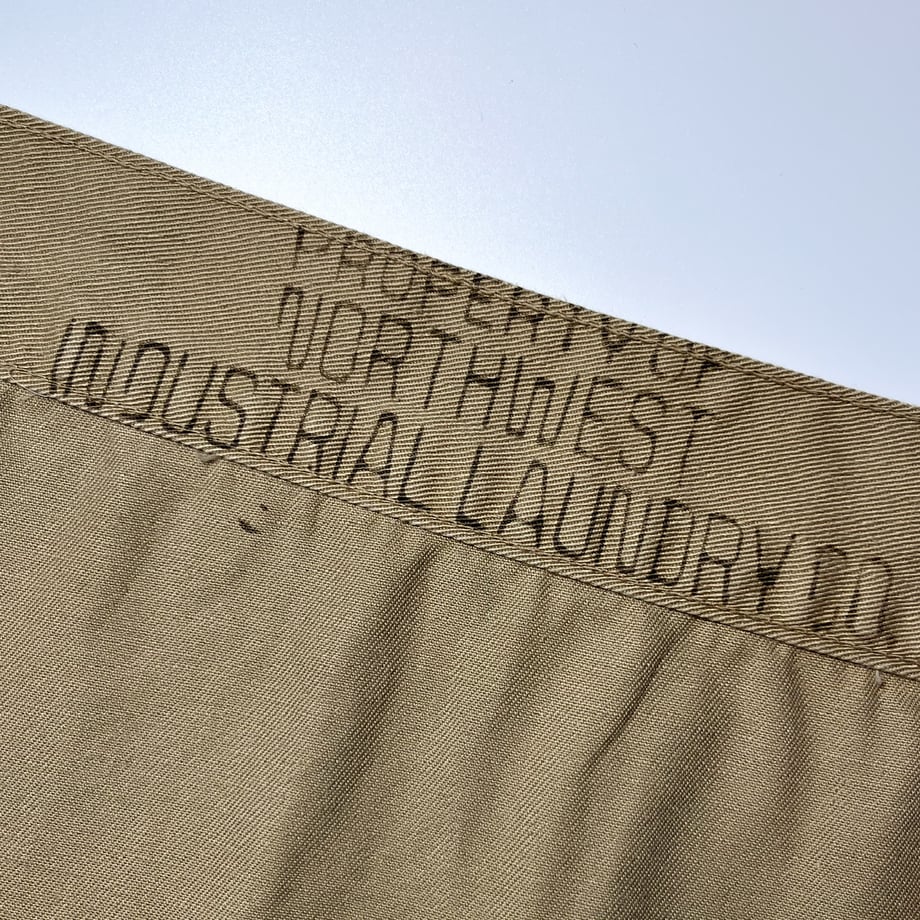 PROPERTY OF
NORTHWEST
INDUSTRIAL LAUNDRY CO